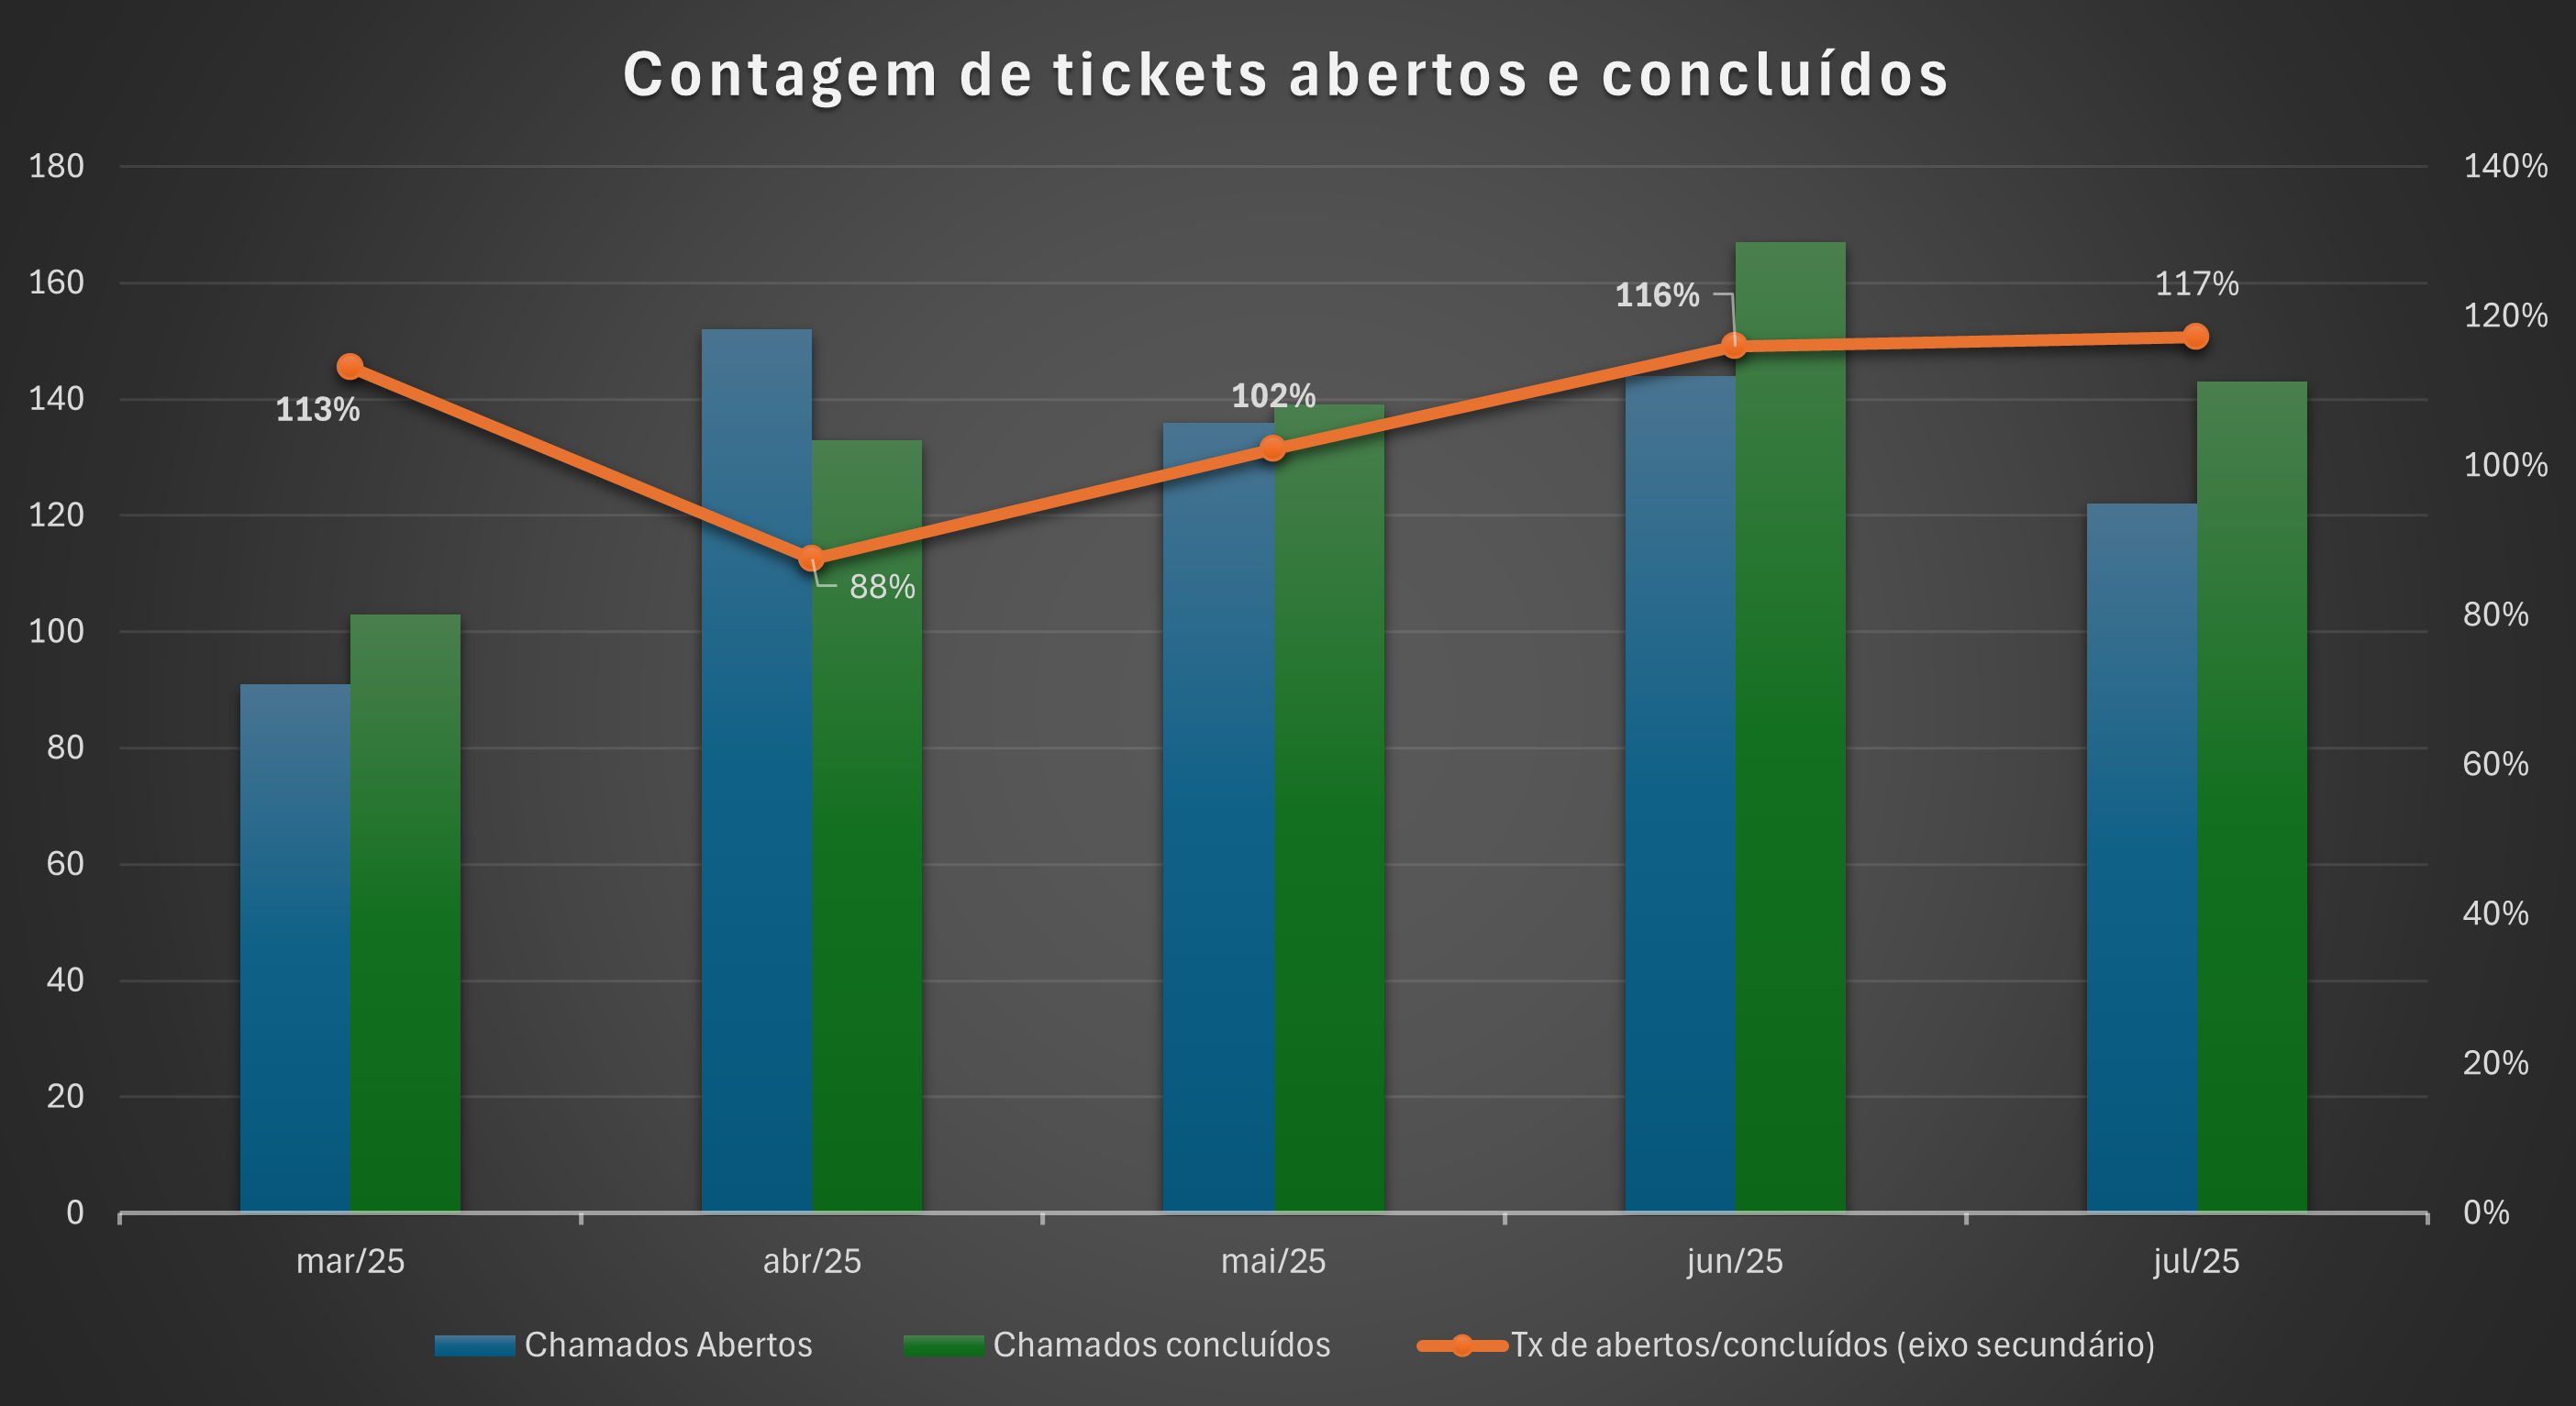 Contagem de tickets abertos e concluídos
180
160
140
120
100
80
60
40
20
0
140%
120%
100%
80%
60%
40%
20%
0%
113%
88%
102%
116%
117%
mar/25
abr/25
mai/25
jun/25
jul/25
Chamados Abertos
Chamados concluídos
Tx de abertos/concluídos (eixo secundário)